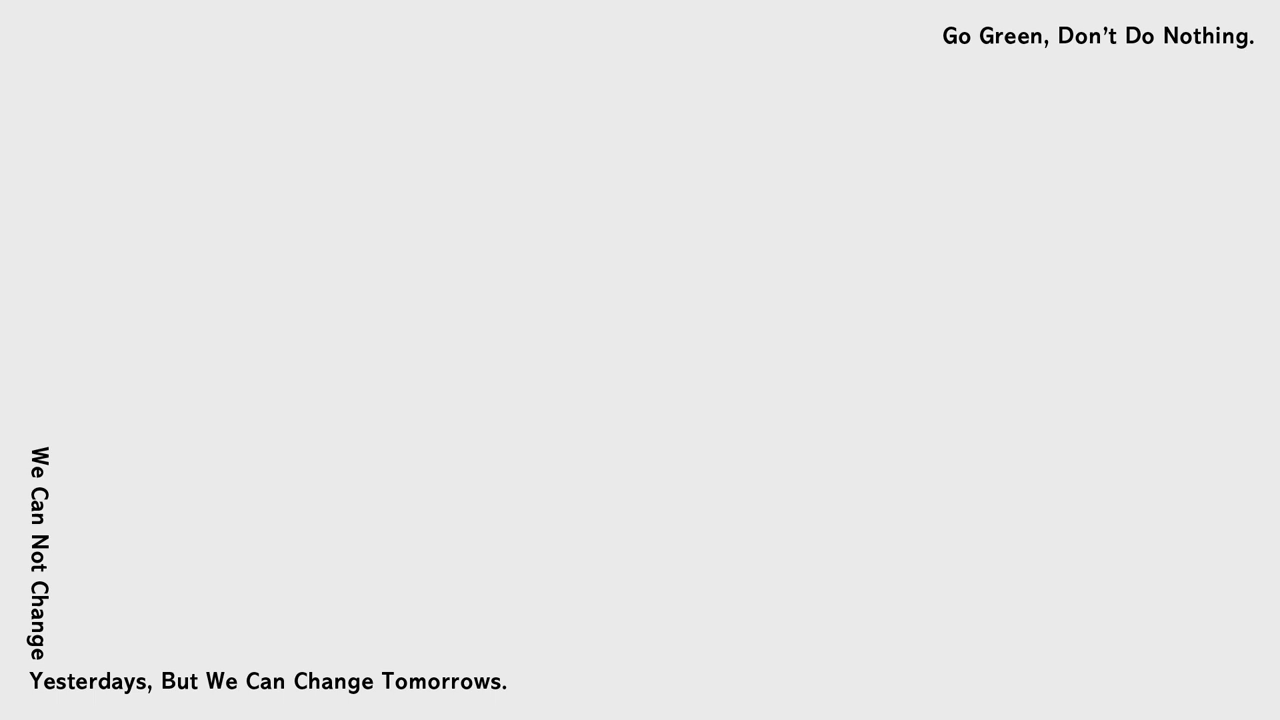 Go Green, Don’t Do Nothing.
We Can Not Change
Yesterdays, But We Can Change Tomorrows.